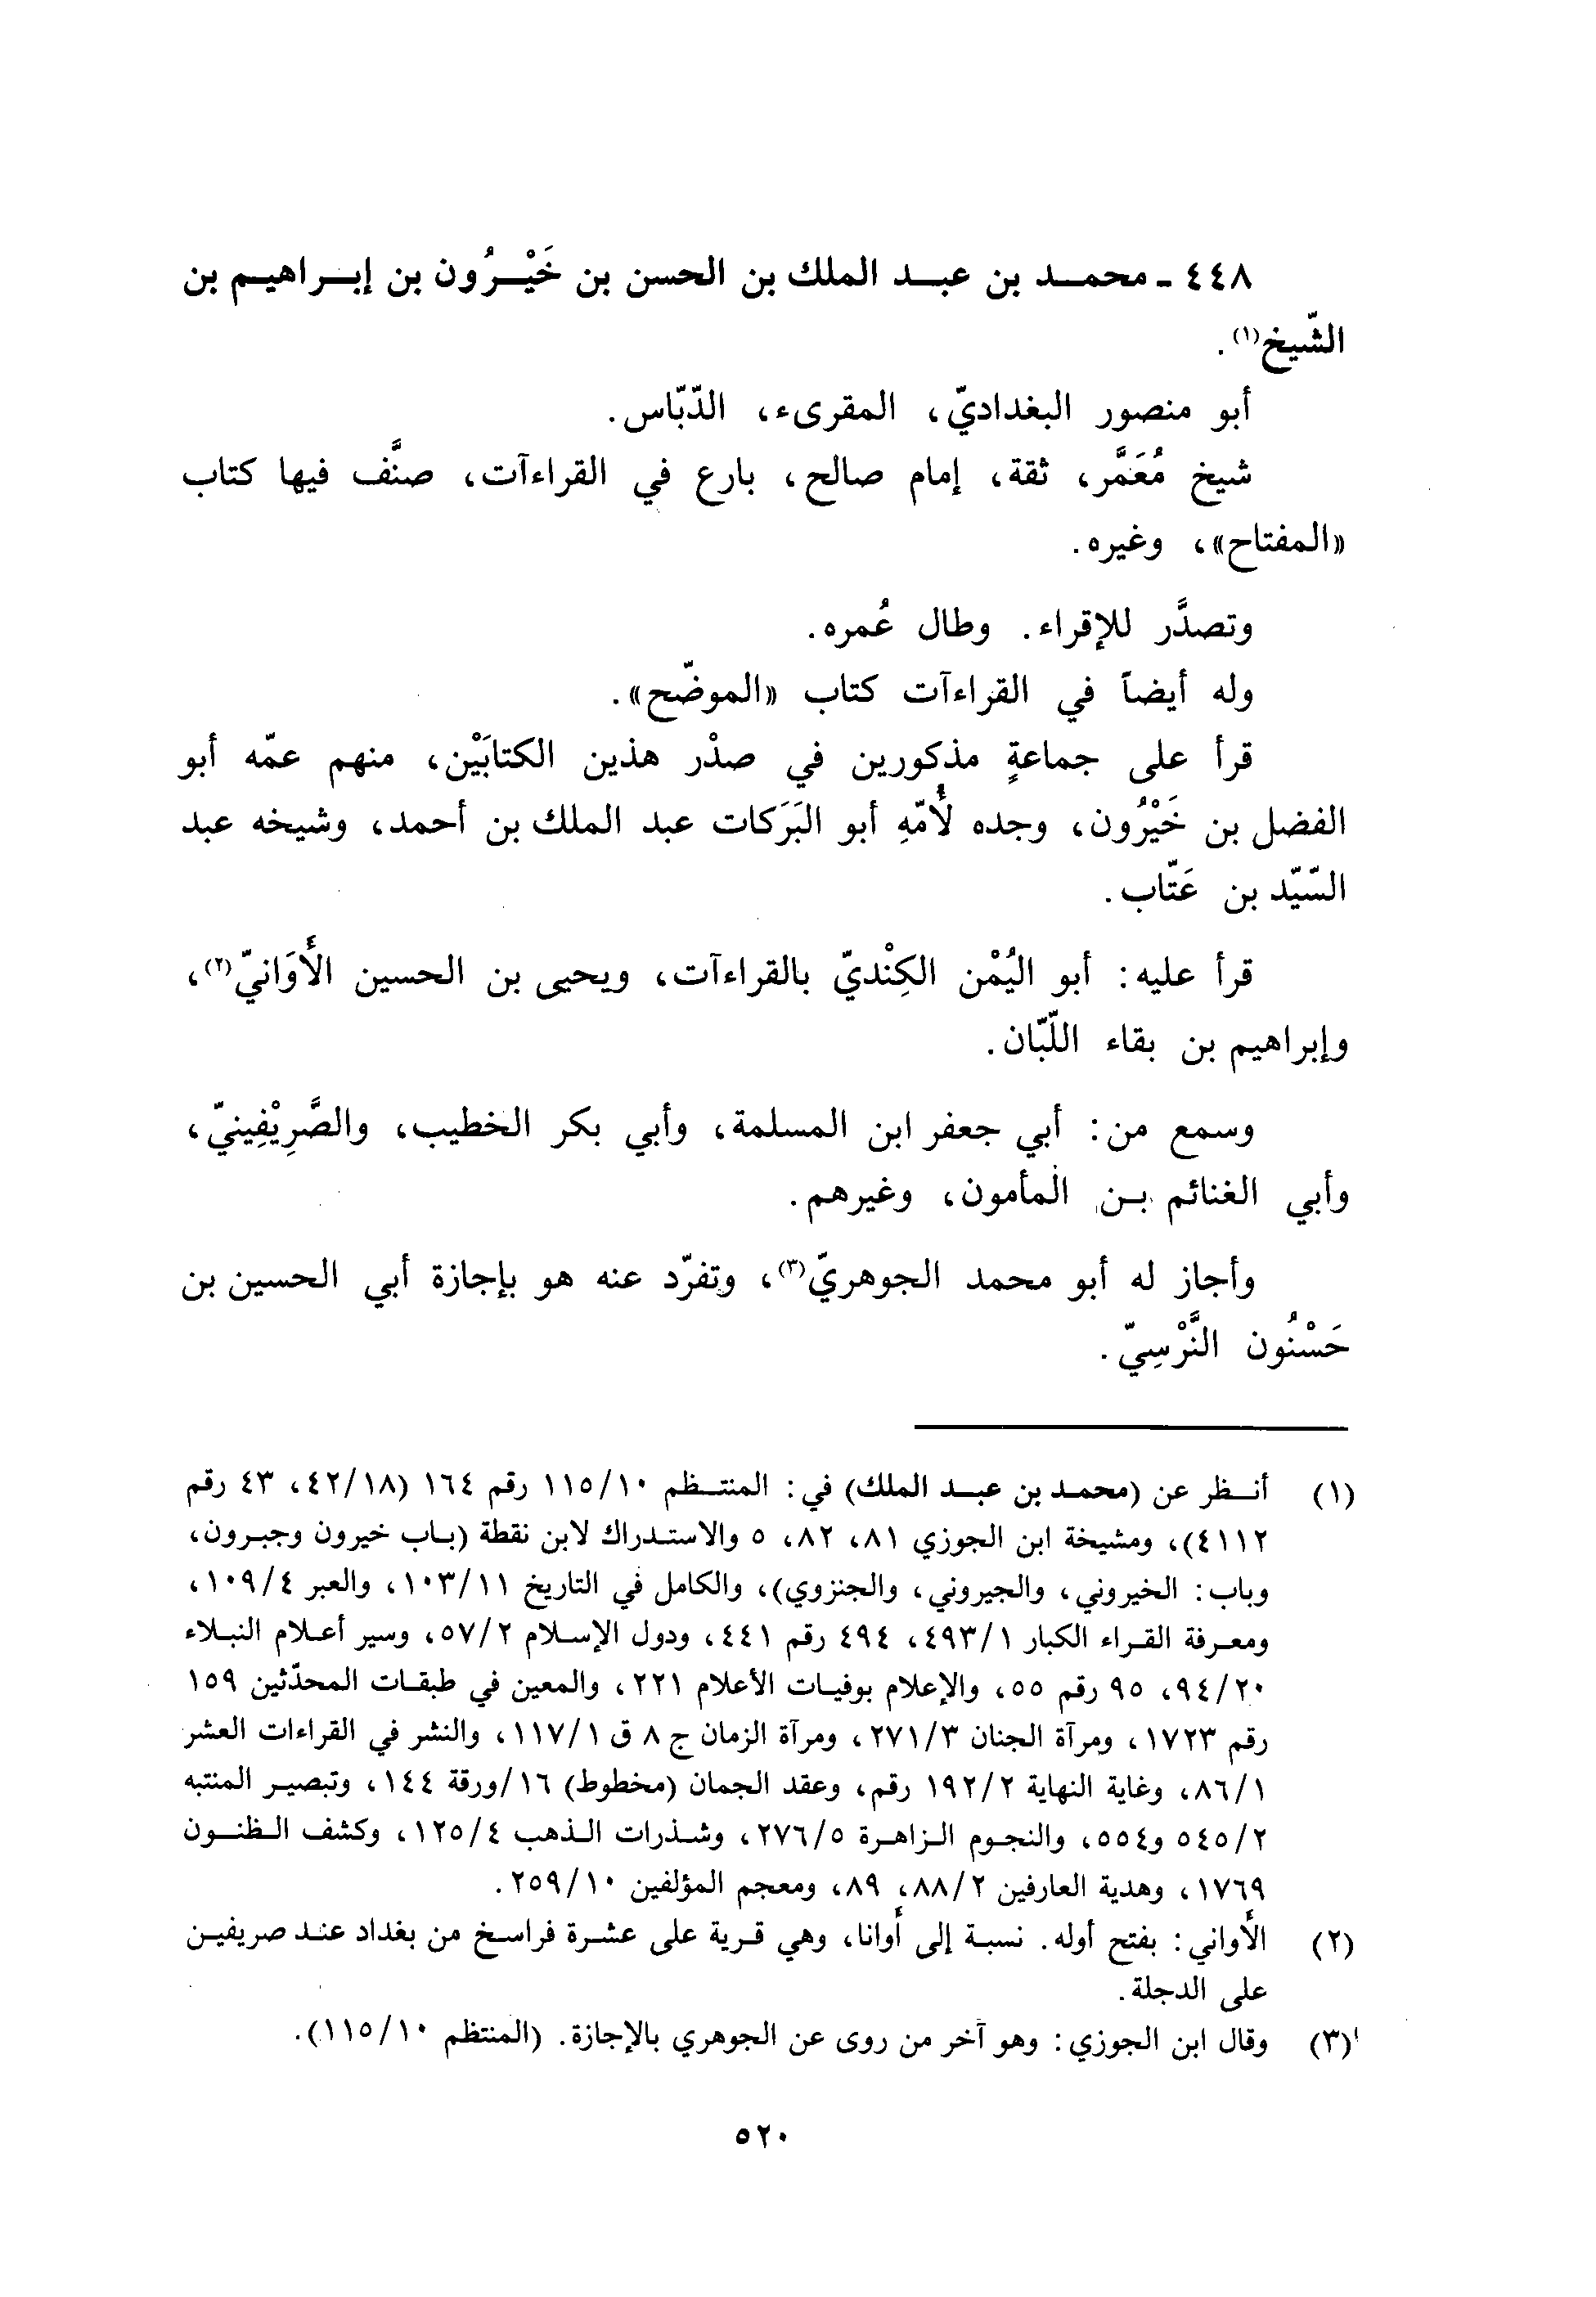 ٤٤٨ ـ محمد بن عبد الملك بن الحسن بن خَيْرُون بن إبراهيم بن
الشّيخ(١).
أبو منصور البغداديّ، المقرىء، الدّبّاس.
شيخ مُعَمَّر، ثقة، إمام صالح، بارع في القراءآت، صنَّف فيها كتاب
«المفتاح»، وغيره.
وتصدَّر للإقراء. وطال عُمره.
وله أيضاً في القراءآت كتاب «الموضّح».
قرأ على جماعةٍ مذكورين في صدْر هذين الكتابَيْن، منهم عمّه أبو
الفضل بن خَيْرُون، وجده لأُمّهِ أبو البَرَكات عبد الملك بن أحمد، وشيخه عبد
السّيّد بن عَتّاب.
قرأ عليه: أبو اليُمْن الكِنْديّ بالقراءآت، ويحيى بن الحسين الأَوَانيّ(٢)،
وإبراهيم بن بقاء اللّبّان.
وسمع من: أبي جعفر ابن المسلمة، وأبي بكر الخطيب، والصَّرِيْفِينيّ،
وأبي الغنائم بن المأمون، وغيرهم.
وأجاز له أبو محمد الجوهريّ(٣)، وتفرّد عنه هو بإجازة أبي الحسين بن
حَسْنُون النَّرْسِيّ.
(١) أنظر عن (محمد بن عبد الملك) في: المنتظم ١٠/‏١١٥ رقم ١٦٤ (١٨/‏٤٢، ٤٣ رقم
٤١١٢)، ومشيخة ابن الجوزي ٨١، ٨٢، ٥ والاستدراك لابن نقطة (باب خيرون وجبرون،
وباب: الخيروني، والجيروني، والجنزوي)، والكامل في التاريخ ١١/‏١٠٣، والعبر ٤/‏١٠٩،
ومعرفة القراء الكبار ١/‏٤٩٣، ٤٩٤ رقم ٤٤١، ودول الإسلام ٢/‏٥٧، وسير أعلام النبلاء
٢٠/‏٩٤، ٩٥ رقم ٥٥، والإعلام بوفيات الأعلام ٢٢١، والمعين في طبقات المحدّثين ١٥٩
رقم ١٧٢٣، ومرآة الجنان ٣/‏٢٧١، ومرآة الزمان ج ٨ ق ١/‏١١٧، والنشر في القراءات العشر
١/‏٨٦، وغاية النهاية ٢/‏١٩٢ رقم، وعقد الجمان (مخطوط) ١٦/‏ورقة ١٤٤، وتبصير المنتبه
٢/‏٥٤٥ و٥٥٤، والنجوم الزاهرة ٥/‏٢٧٦، وشذرات الذهب ٤/‏١٢٥، وكشف الظنون
١٧٦٩، وهدية العارفين ٢/‏٨٨، ٨٩، ومعجم المؤلفين ١٠/‏٢٥٩.
(٢) الأَواني: بفتح أوله. نسبة إلى أَوانا، وهي قرية على عشرة فراسخ من بغداد عند صريفين
على الدجلة.
(٣) وقال ابن الجوزي: وهو آخر من روى عن الجوهري بالإجازة. (المنتظم ١٠/‏١١٥).
٥٢٠